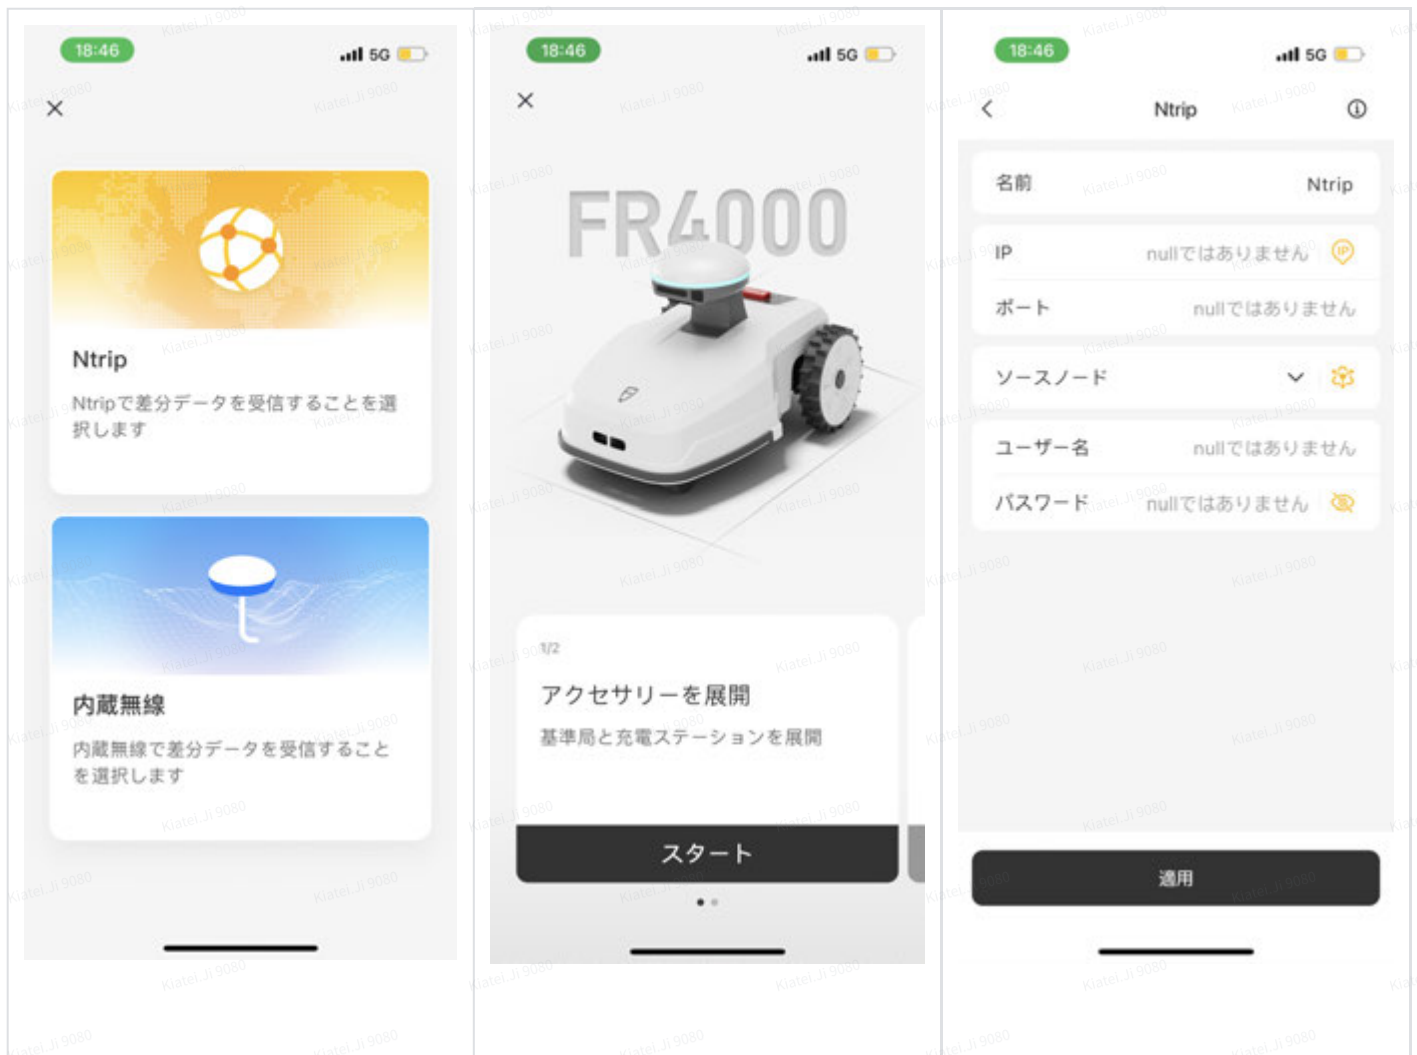 18:46
5G
Ntrip
Ntripで差分データを受信することを選
択します
内蔵無線
内蔵無線で差分データを受信すること
を選択します
18:46
5G
FR4000
1/2
アクセサリーを展開
基準局と充電ステーションを展開
スタート
18:46
5G
Ntrip
名前
Ntrip
IP
nullではありません
IP
ポート
nullではありません
ソースノード
ユーザー名
nullではありません
パスワード
nullではありません
適用
Kiatei_Ji 9080